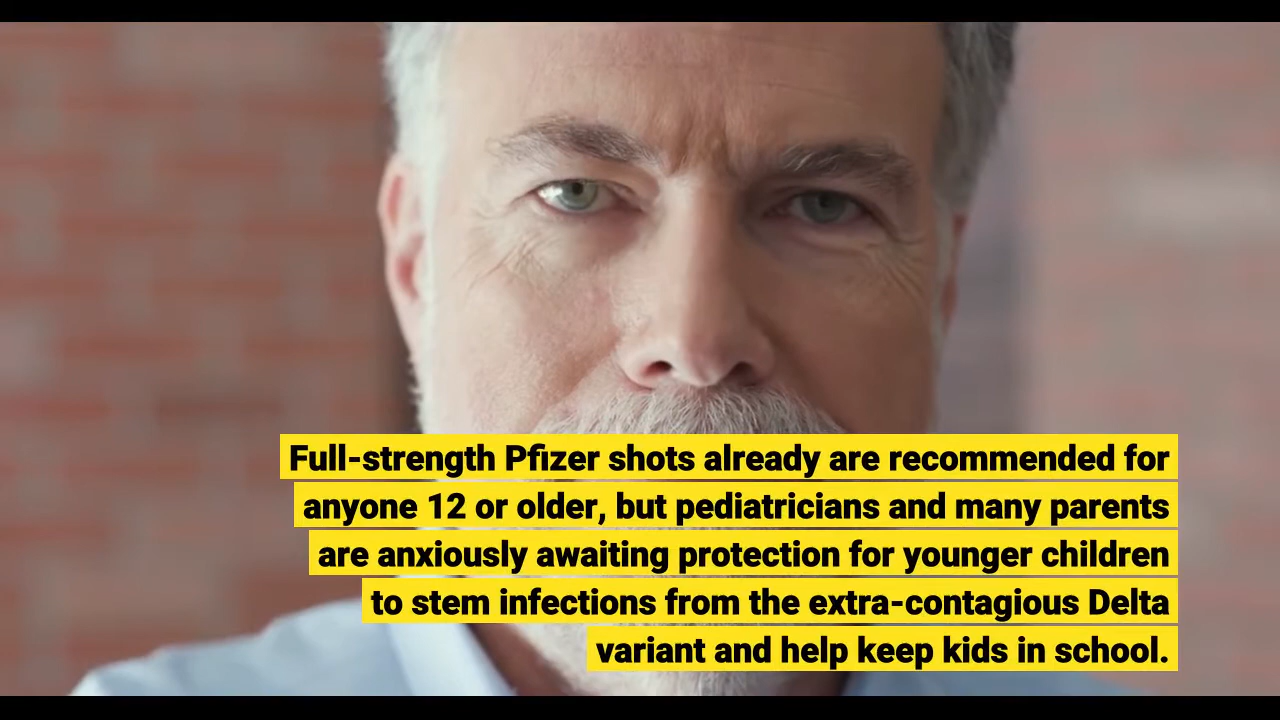 Full-strength Pfizer shots already are recommended for
anyone 12 or older, but pediatricians and many parents
are anxiously awaiting protection for younger children
to stem infections from the extra-contagious Delta
variant and help keep kids in school.